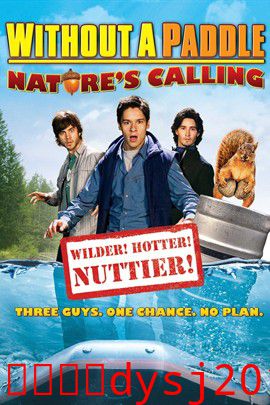 WITHOUT A PADDLE
NATURE'S CALLING
WILDER! HOTTER!
NUTTIER!
THREE GUYS. ONE CHANCE. NO PLAN.
dysj20